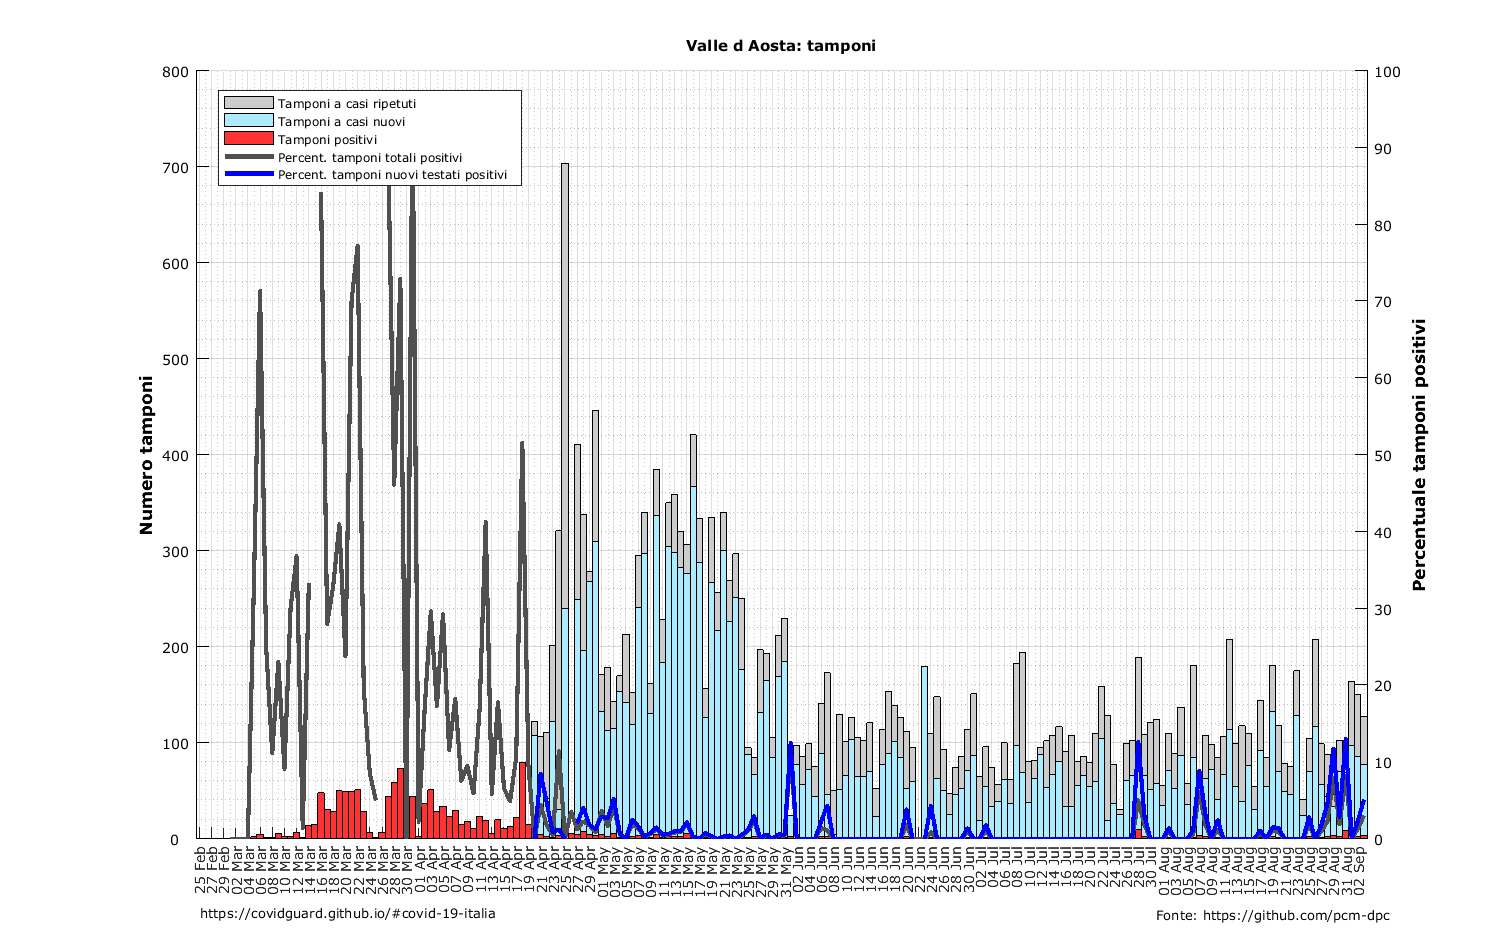 Valle d Aosta: tamponi
Tamponi a casi ripetuti
Tamponi a casi nuovi
Tamponi positivi
Percent. tamponi totali positivi
Percent. tamponi nuovi testati positivi
Numero tamponi
800
700
600
500
400
300
200
100
0
100
90
80
70
60
50
40
30
20
10
0
Percentuale tamponi positivi
25 Feb
27 Feb
29 Feb
02 Mar
04 Mar
06 Mar
08 Mar
10 Mar
12 Mar
14 Mar
16 Mar
18 Mar
20 Mar
22 Mar
24 Mar
26 Mar
28 Mar
30 Mar
01 Apr
03 Apr
05 Apr
07 Apr
09 Apr
11 Apr
13 Apr
15 Apr
17 Apr
19 Apr
21 Apr
23 Apr
25 Apr
27 Apr
29 Apr
01 May
03 May
05 May
07 May
09 May
11 May
13 May
15 May
17 May
19 May
21 May
23 May
25 May
27 May
29 May
31 May
02 Jun
04 Jun
06 Jun
08 Jun
10 Jun
12 Jun
14 Jun
16 Jun
18 Jun
20 Jun
22 Jun
24 Jun
26 Jun
28 Jun
30 Jun
02 Jul
04 Jul
06 Jul
08 Jul
10 Jul
12 Jul
14 Jul
16 Jul
18 Jul
20 Jul
22 Jul
24 Jul
26 Jul
28 Jul
30 Jul
01 Aug
03 Aug
05 Aug
07 Aug
09 Aug
11 Aug
13 Aug
15 Aug
17 Aug
19 Aug
21 Aug
23 Aug
25 Aug
27 Aug
29 Aug
31 Aug
02 Sep
https://covidguard.github.io/#covid-19-italia
Fonte: https://github.com/pcm-dpc